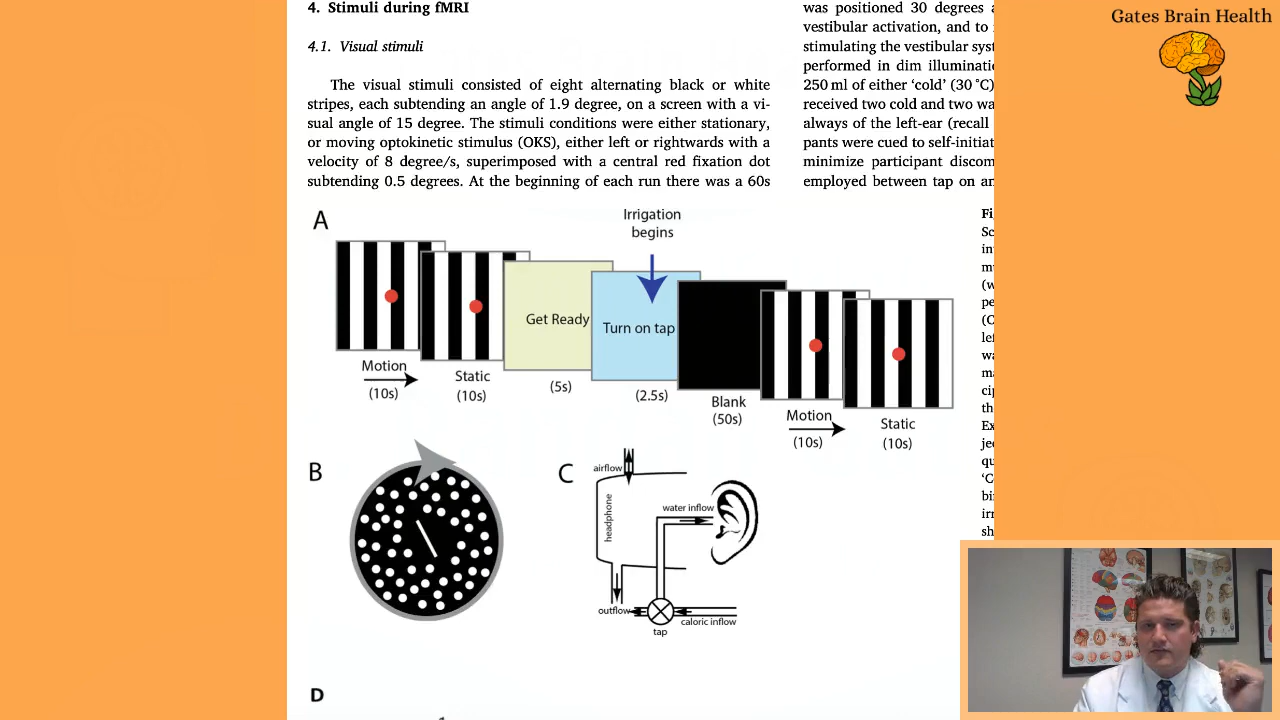 Gates Brain Health
4. Stimuli during fMRI
4.1. Visual stimuli
The visual stimuli consisted of eight alternating black or white
stripes, each subtending an angle of 1.9 degree, on a screen with a vi-
sual angle of 15 degree. The stimuli conditions were either stationary,
or moving optokinetic stimulus (OKS), either left or rightwards with a
velocity of 8 degree/s, superimposed with a central red fixation dot
subtending 0.5 degrees. At the beginning of each run there was a 60s
was positioned 30 degrees
vestibular activation, and to
stimulating the vestibular
performed in dim
250 ml of either ‘cold’ (30 °C)
received two cold and two
always of the left-ear (recall
pants were cued to
minimize participant
employed between tap on
A
Irrigation
begins
Get Ready
Turn on tap
Motion
(10s)
Static
(10s)
(5s)
(2.5s)
Blank
(50s)
Motion
(10s)
Static
(10s)
B
C
airflow
headphone
water inflow
outflow
tap
caloric inflow
D